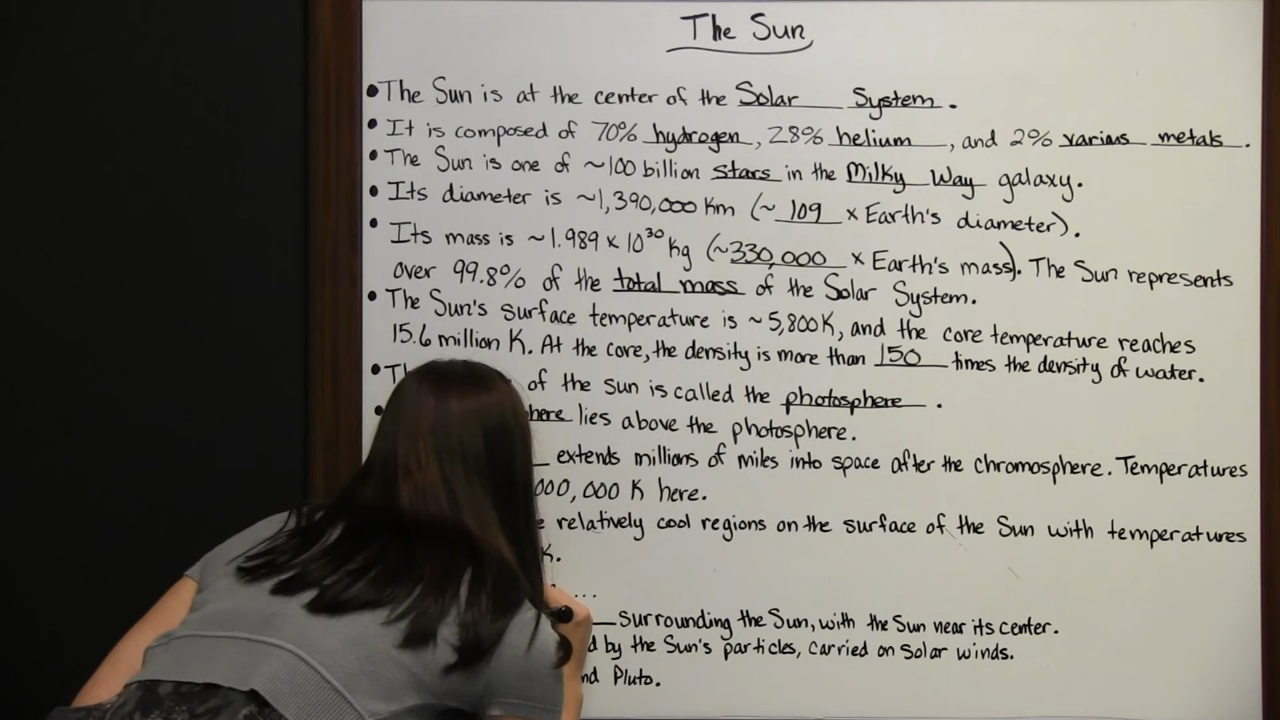 The Sun
•The Sun is at the center of the Solar System.
• It is composed of 70% hydrogen, 28% helium, and 2% various metals.
• The Sun is one of ~100 billion stars in the Milky Way galaxy.
• Its diameter is ~1,390,000 km (~ 109 × Earth's diameter).
• Its mass is ~1.989 × 10³⁰ kg (~330,000 × Earth's mass). The Sun represents
over 99.8% of the total mass of the Solar System.
• The Sun's surface temperature is ~5,800K, and the core temperature reaches
15.6 million K. At the core, the density is more than 150 times the density of water.
• of the sun is called the photosphere.
• lies above the photosphere.
extends millions of miles into space after the chromosphere. Temperatures
000,000 K here.
relatively cool regions on the surface of the Sun with temperatures
K.
...
surrounding the Sun, with the Sun near its center.
by the Sun's particles, carried on solar winds.
Pluto.